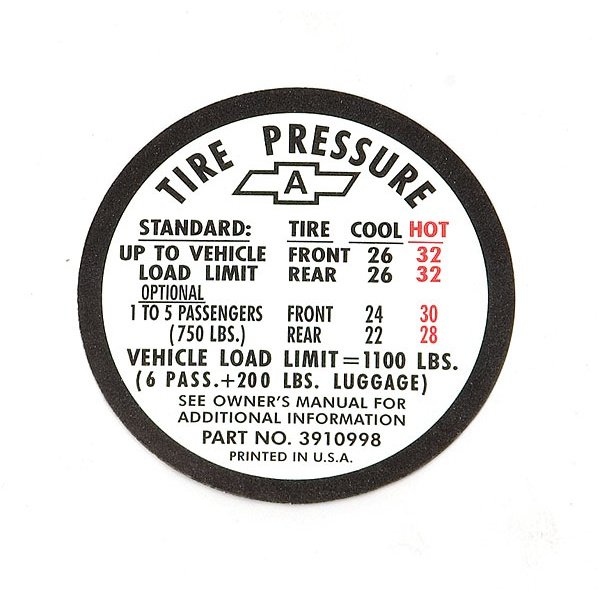 TIRE PRESSURE
A
STANDARD: TIRE COOL HOT
UP TO VEHICLE FRONT 26 32
LOAD LIMIT REAR 26 32
OPTIONAL
1 TO 5 PASSENGERS FRONT 24 30
(750 LBS.) REAR 22 28
VEHICLE LOAD LIMIT=1100 LBS.
(6 PASS.+200 LBS. LUGGAGE)
SEE OWNER'S MANUAL FOR
ADDITIONAL INFORMATION
PART NO. 3910998
PRINTED IN U.S.A.